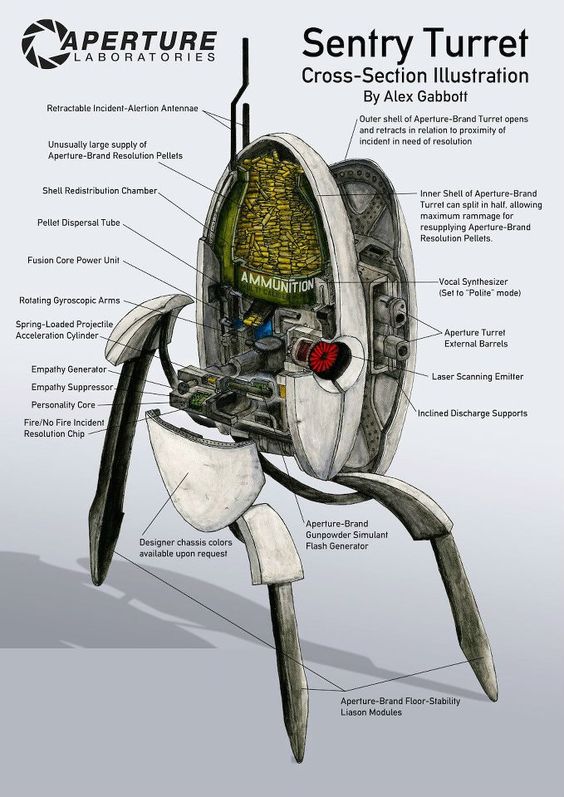 APERTURE
LABORATORIES
Sentry Turret
Cross-Section Illustration
By Alex Gabbott
Retractable Incident-Alertion Antennae
Outer shell of Aperture-Brand Turret opens
and retracts in relation to proximity of
incident in need of resolution
Unusually large supply of
Aperture-Brand Resolution Pellets
Shell Redistribution Chamber
Inner Shell of Aperture-Brand
Turret can split in half, allowing
maximum rammage for
resupplying Aperture-Brand
Resolution Pellets.
Pellet Dispersal Tube
Fusion Core Power Unit
AMMUNITION
Vocal Synthesizer
(Set to "Polite" mode)
Rotating Gyroscopic Arms
Spring-Loaded Projectile
Acceleration Cylinder
Aperture Turret
External Barrels
Empathy Generator
Laser Scanning Emitter
Empathy Suppressor
Personality Core
Inclined Discharge Supports
Fire/No Fire Incident
Resolution Chip
Designer chassis colors
available upon request
Aperture-Brand
Gunpowder Simulant
Flash Generator
Aperture-Brand Floor-Stability
Liason Modules